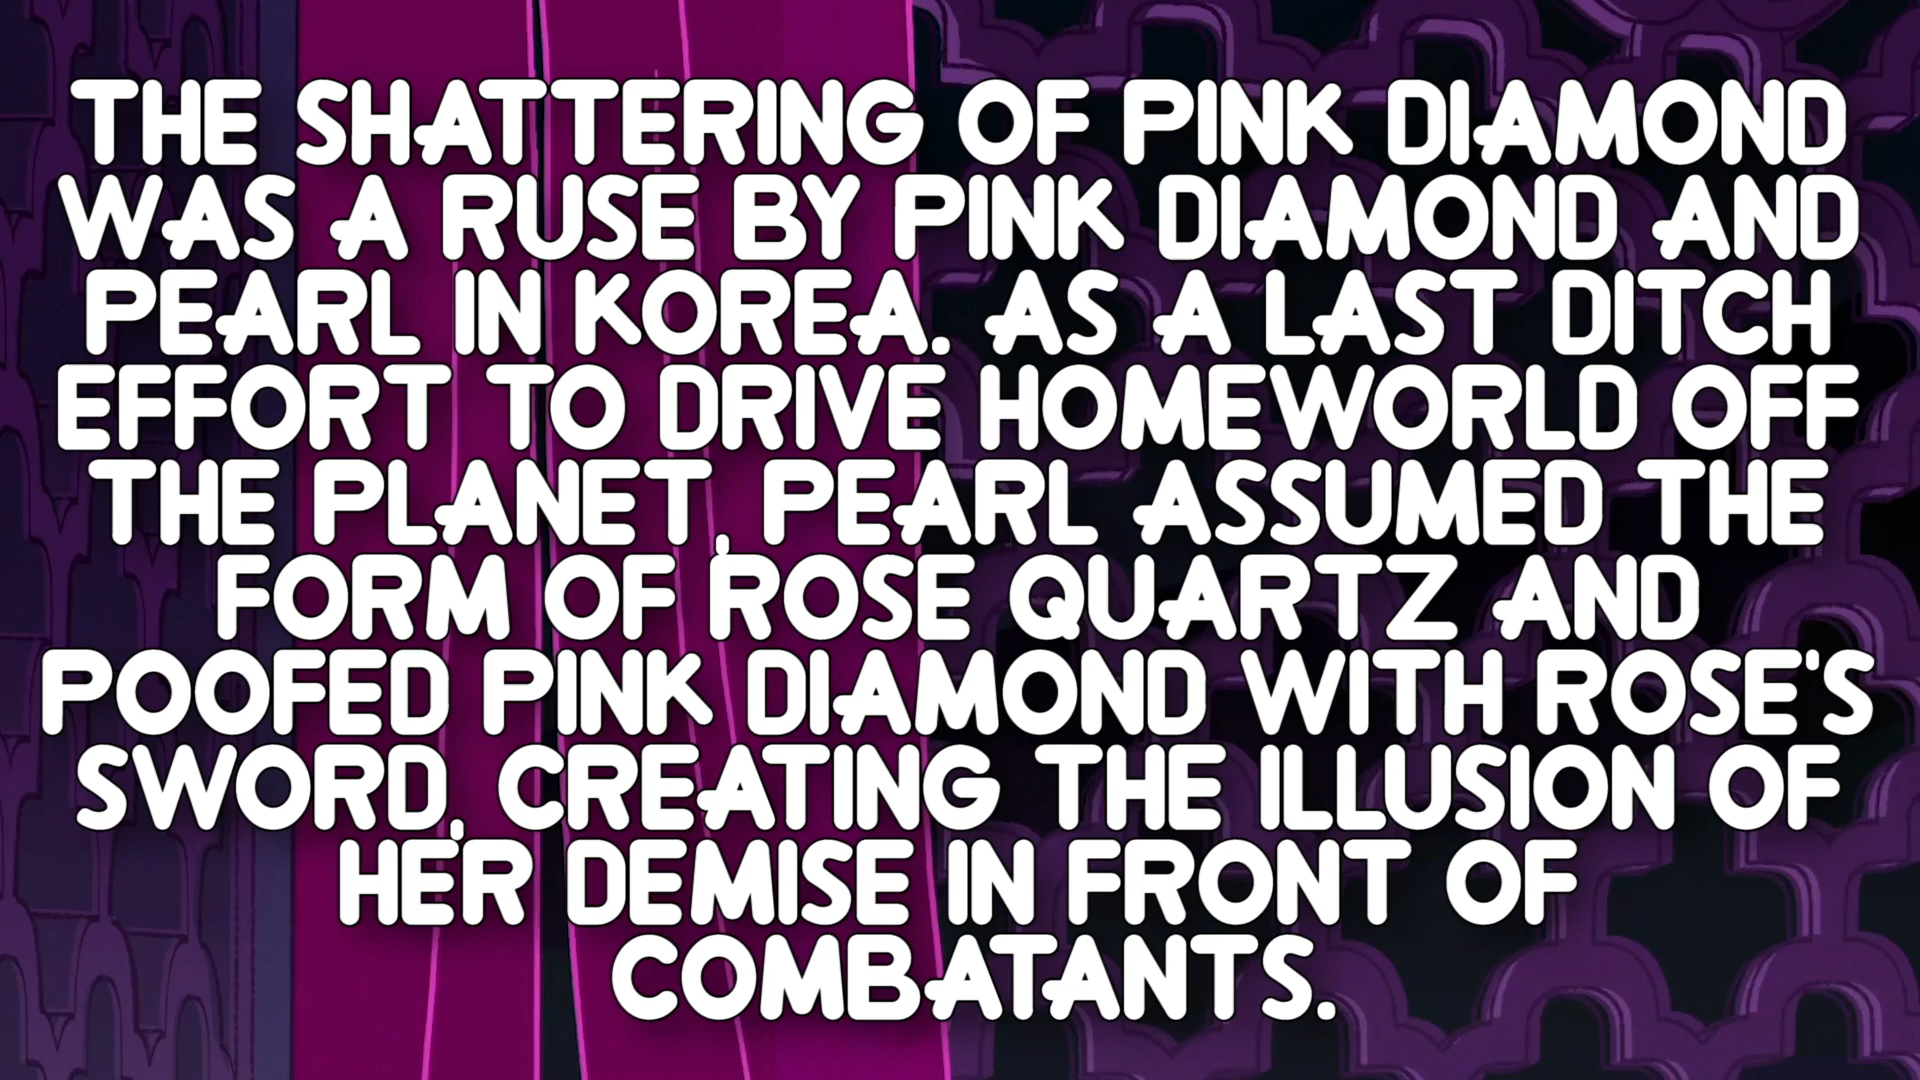 THE SHATTERING OF PINK DIAMOND
WAS A RUSE BY PINK DIAMOND AND
PEARL IN KOREA. AS A LAST DITCH
EFFORT TO DRIVE HOMEWORLD OFF
THE PLANET, PEARL ASSUMED THE
FORM OF ROSE QUARTZ AND
POOFED PINK DIAMOND WITH ROSE'S
SWORD, CREATING THE ILLUSION OF
HER DEMISE IN FRONT OF
COMBATANTS.